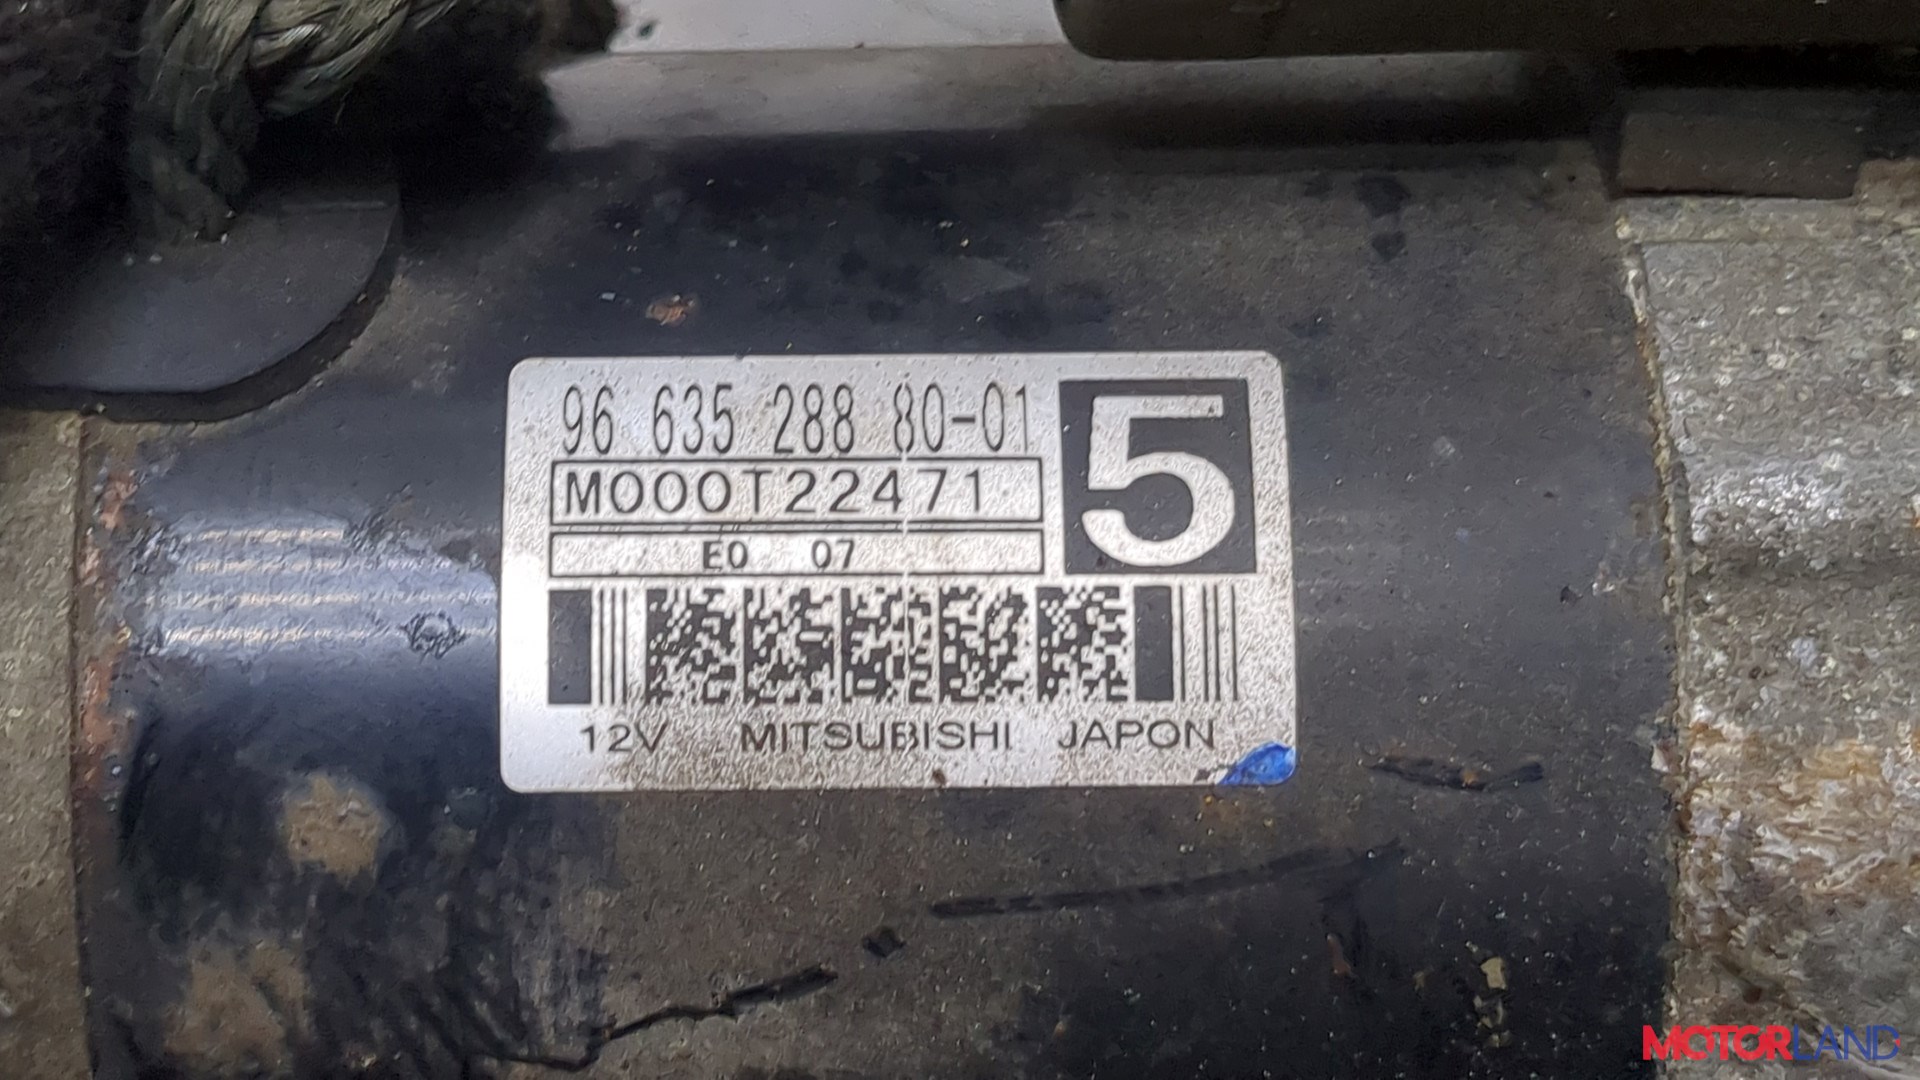 96 635 288 80-01
5
M000T22471
E0 07
12V MITSUBISHI JAPON
MOTORLAND